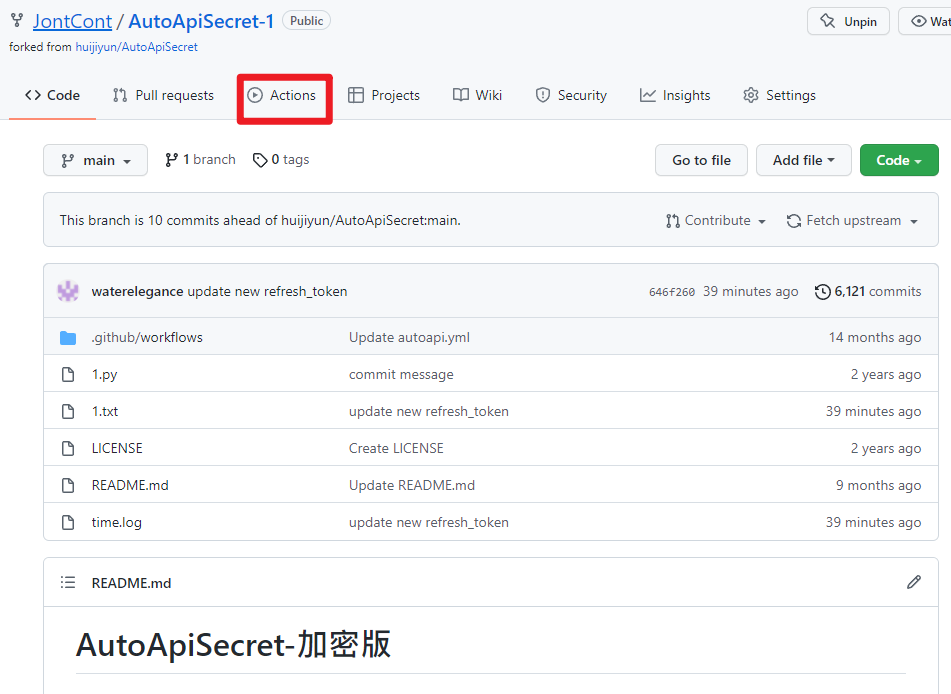 JontCont / AutoApiSecret-1 Public Unpin
forked from huijiyun/AutoApiSecret
Code Pull requests Actions Projects Wiki Security Insights Settings
main 1 branch 0 tags Go to file Add file Code
This branch is 10 commits ahead of huijiyun/AutoApiSecret:main. Contribute Fetch upstream
waterelegance update new refresh_token 646f260 39 minutes ago 6,121 commits
.github/workflows Update autoapi.yml 14 months ago
1.py commit message 2 years ago
1.txt update new refresh_token 39 minutes ago
LICENSE Create LICENSE 2 years ago
README.md Update README.md 9 months ago
time.log update new refresh_token 39 minutes ago
README.md
AutoApiSecret-加密版